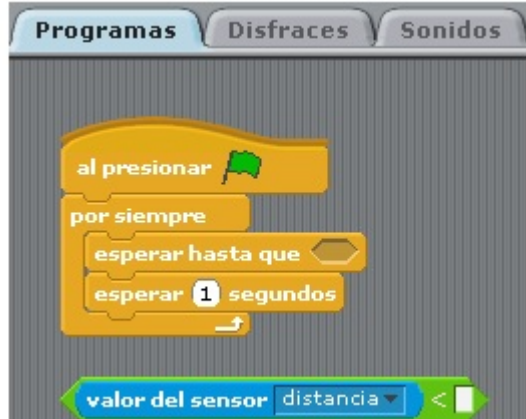 Programas Disfraces Sonidos
al presionar
por siempre
esperar hasta que
esperar 1 segundos
valor del sensor distancia <